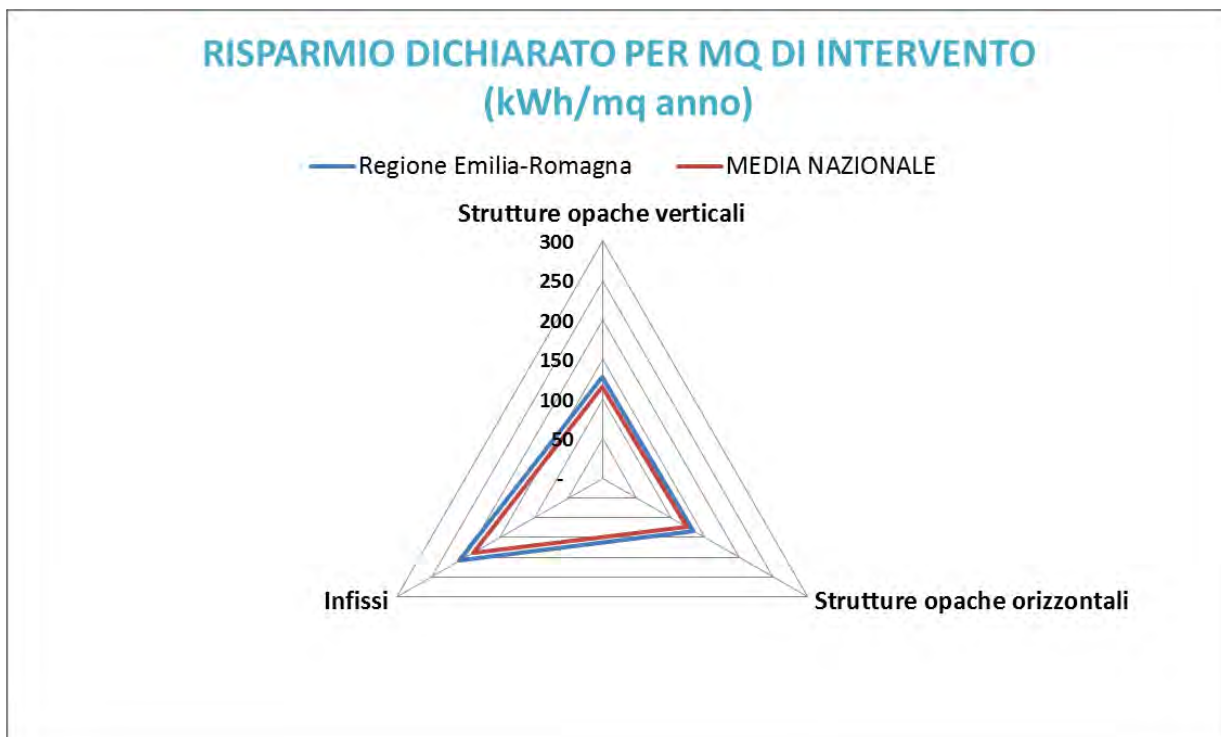 RISPARMIO DICHIARATO PER MQ DI INTERVENTO
(kWh/mq anno)
Regione Emilia-Romagna MEDIA NAZIONALE
Strutture opache verticali
300
250
200
150
100
50
-
Infissi
Strutture opache orizzontali